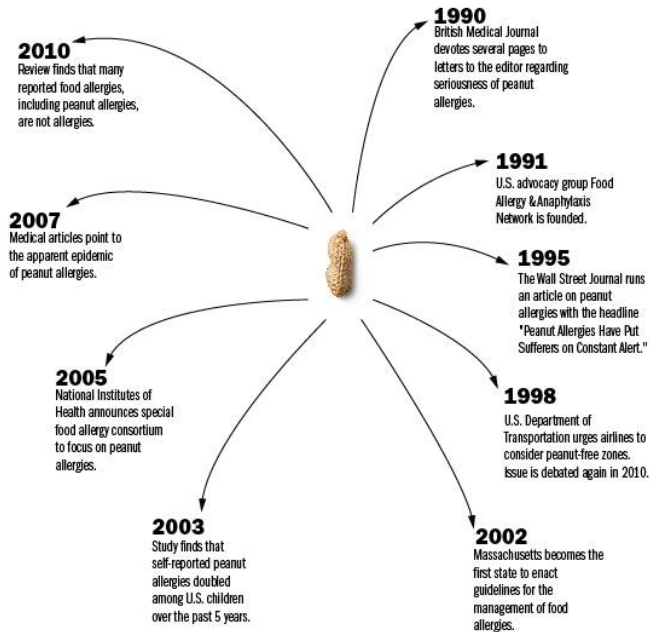 1990
British Medical Journal
devotes several pages to
letters to the editor regarding
seriousness of peanut
allergies.
1991
U.S. advocacy group Food
Allergy & Anaphylaxis
Network is founded.
1995
The Wall Street Journal runs
an article on peanut
allergies with the headline
"Peanut Allergies Have Put
Sufferers on Constant Alert."
1998
U.S. Department of
Transportation urges airlines to
consider peanut-free zones.
Issue is debated again in 2010.
2002
Massachusetts becomes the
first state to enact
guidelines for the
management of food
allergies.
2003
Study finds that
self-reported peanut
allergies doubled
among U.S. children
over the past 5 years.
2005
National Institutes of
Health announces special
food allergy consortium
to focus on peanut
allergies.
2007
Medical articles point to
the apparent epidemic
of peanut allergies.
2010
Review finds that many
reported food allergies,
including peanut allergies,
are not allergies.